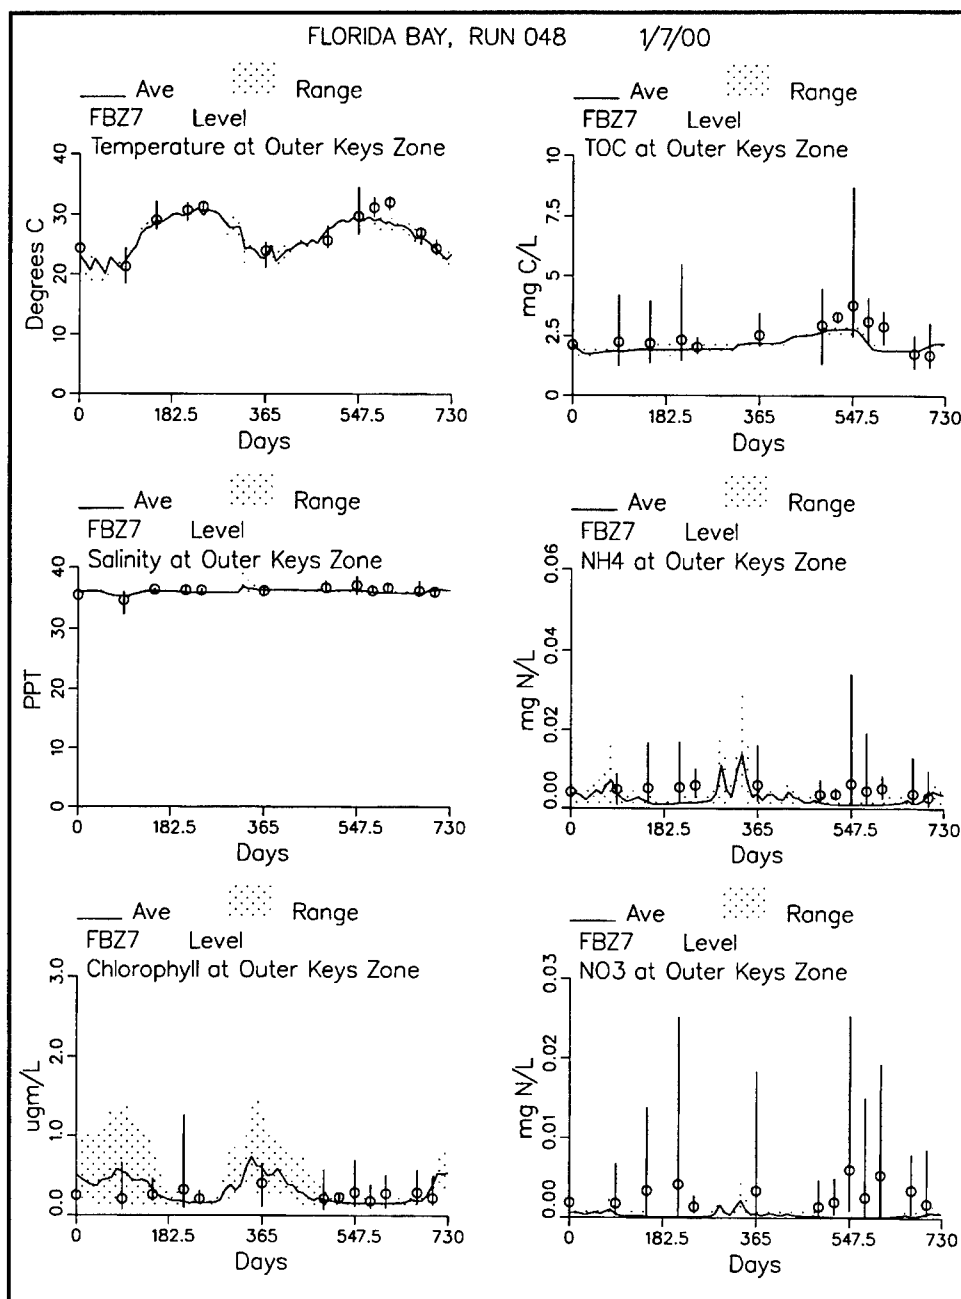 FLORIDA BAY, RUN 048 1/7/00
Ave Range
FBZ7 Level
Temperature at Outer Keys Zone
40
30
20
10
0
Degrees C
0 182.5 365 547.5 730
Days
Ave Range
FBZ7 Level
TOC at Outer Keys Zone
10
7.5
5
2.5
0
mg C/L
0 182.5 365 547.5 730
Days
Ave Range
FBZ7 Level
Salinity at Outer Keys Zone
40
30
20
10
0
PPT
0 182.5 365 547.5 730
Days
Ave Range
FBZ7 Level
NH4 at Outer Keys Zone
0.06
0.04
0.02
0.00
mg N/L
0 182.5 365 547.5 730
Days
Ave Range
FBZ7 Level
Chlorophyll at Outer Keys Zone
3.0
2.0
1.0
0.0
ugm/L
0 182.5 365 547.5 730
Days
Ave Range
FBZ7 Level
NO3 at Outer Keys Zone
0.03
0.02
0.01
0.00
mg N/L
0 182.5 365 547.5 730
Days